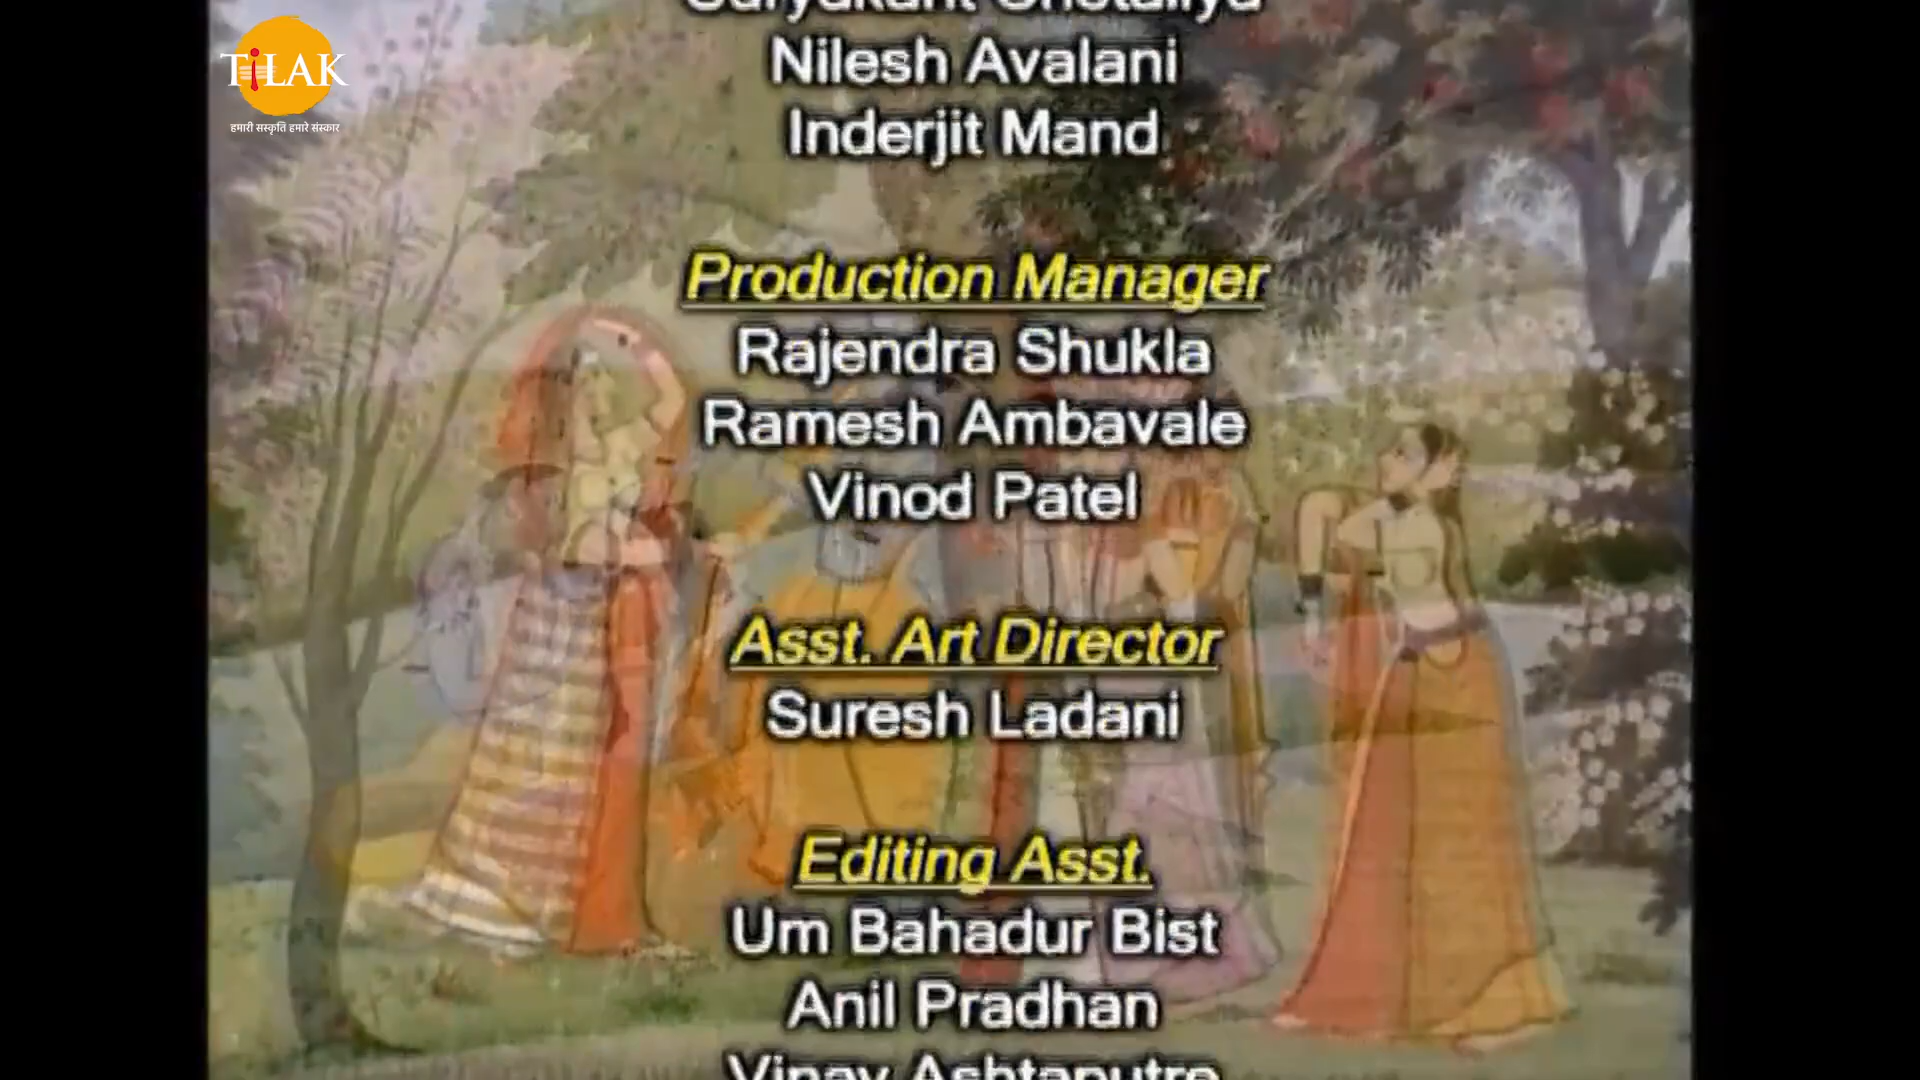 TiLAK
हमारी संस्कृति हमारे संस्कार
Nilesh Avalani
Inderjit Mand
Production Manager
Rajendra Shukla
Ramesh Ambavale
Vinod Patel
Asst. Art Director
Suresh Ladani
Editing Asst.
Um Bahadur Bist
Anil Pradhan